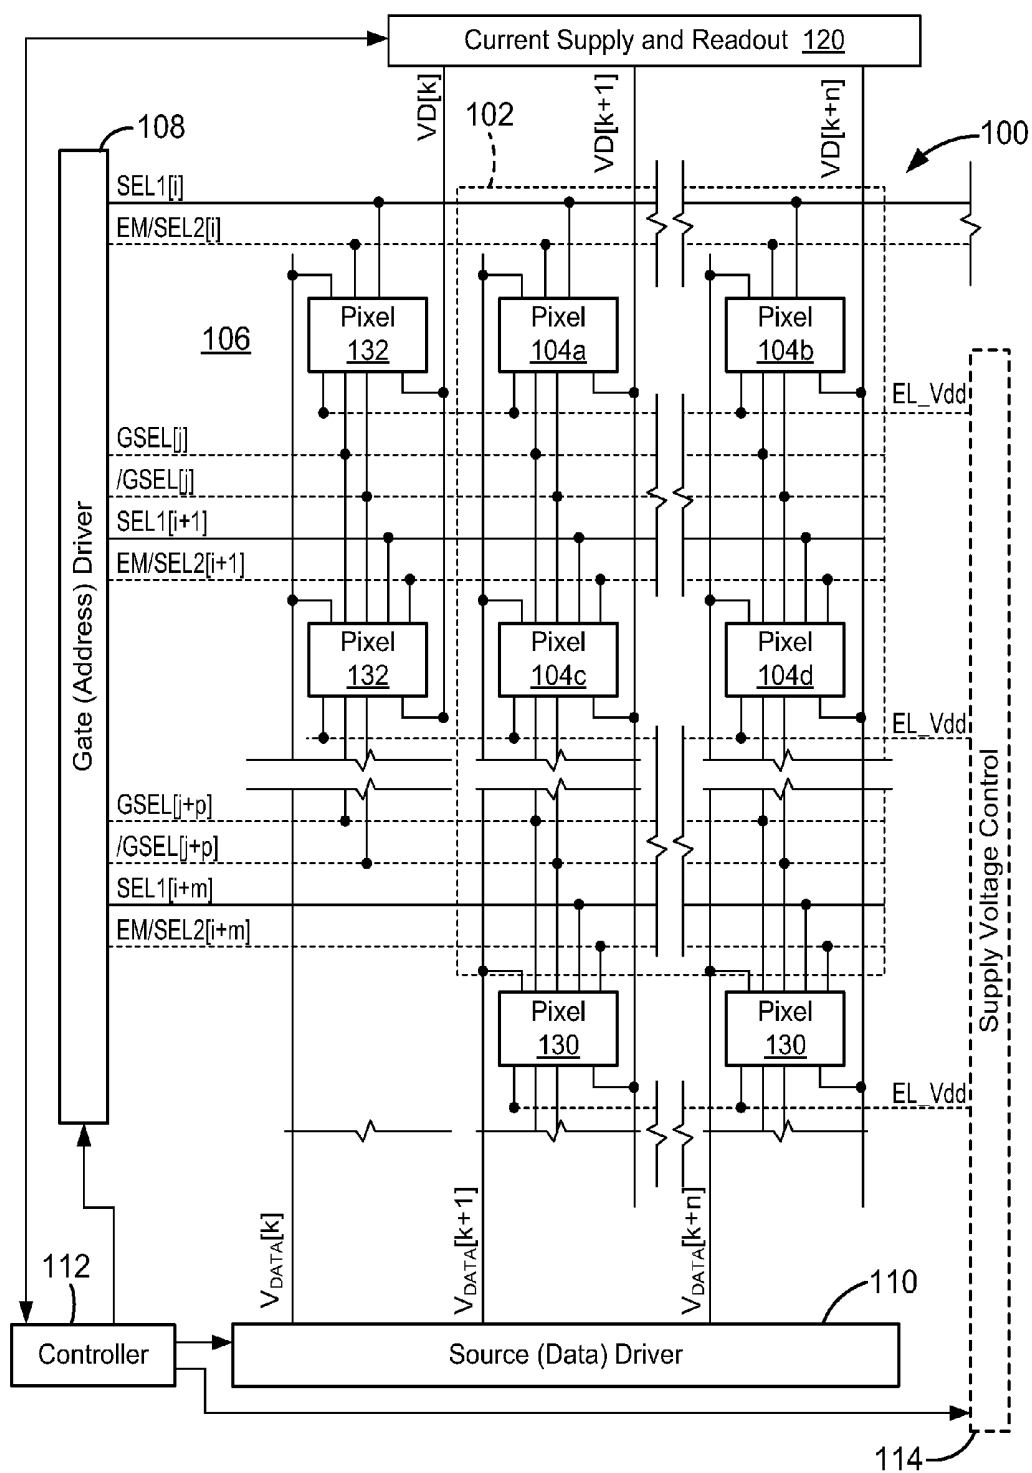 Current Supply and Readout 120
VD[k]
VD[k+1]
VD[k+n]
102
100
108
SEL1[i]
EM/SEL2[i]
106
Pixel
132
Pixel
104a
Pixel
104b
EL_Vdd
GSEL[j]
/GSEL[j]
SEL1[i+1]
EM/SEL2[i+1]
Pixel
132
Pixel
104c
Pixel
104d
EL_Vdd
Gate (Address) Driver
GSEL[j+p]
/GSEL[j+p]
SEL1[i+m]
EM/SEL2[i+m]
Supply Voltage Control
Pixel
130
Pixel
130
EL_Vdd
VDATA[k]
VDATA[k+1]
VDATA[k+n]
112
110
Controller
Source (Data) Driver
114